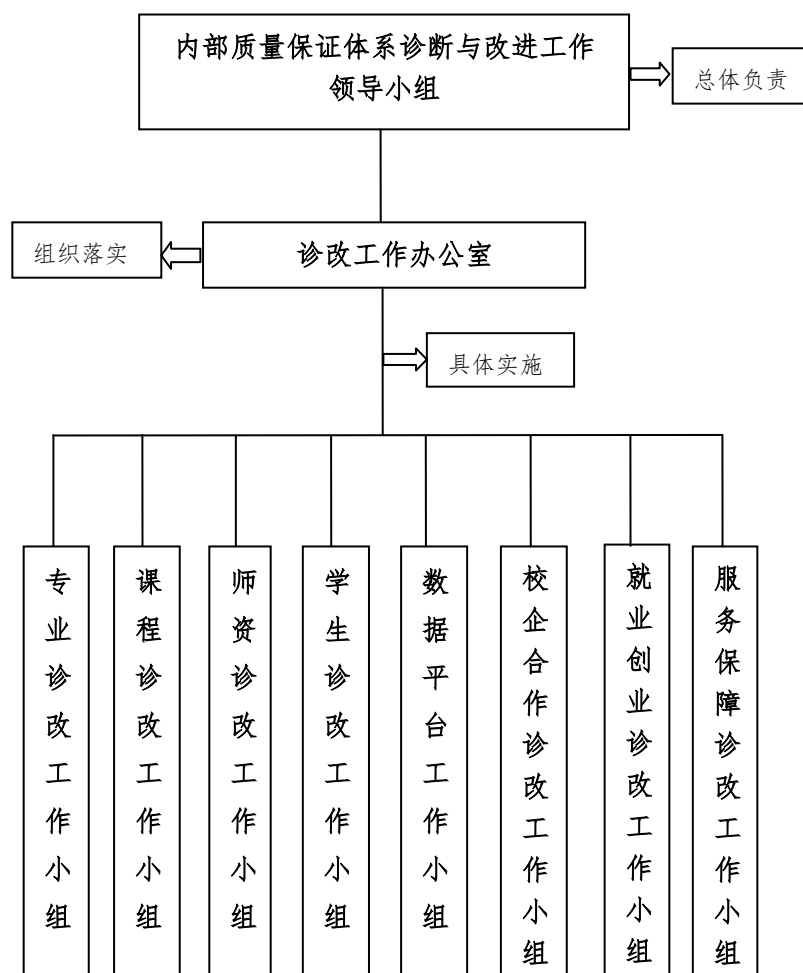 内部质量保证体系诊断与改进工作
领导小组
总体负责
诊改工作办公室
组织落实
具体实施
专业诊改工作小组
课程诊改工作小组
师资诊改工作小组
学生诊改工作小组
数据平台工作小组
校企合作诊改工作小组
就业创业诊改工作小组
服务保障诊改工作小组